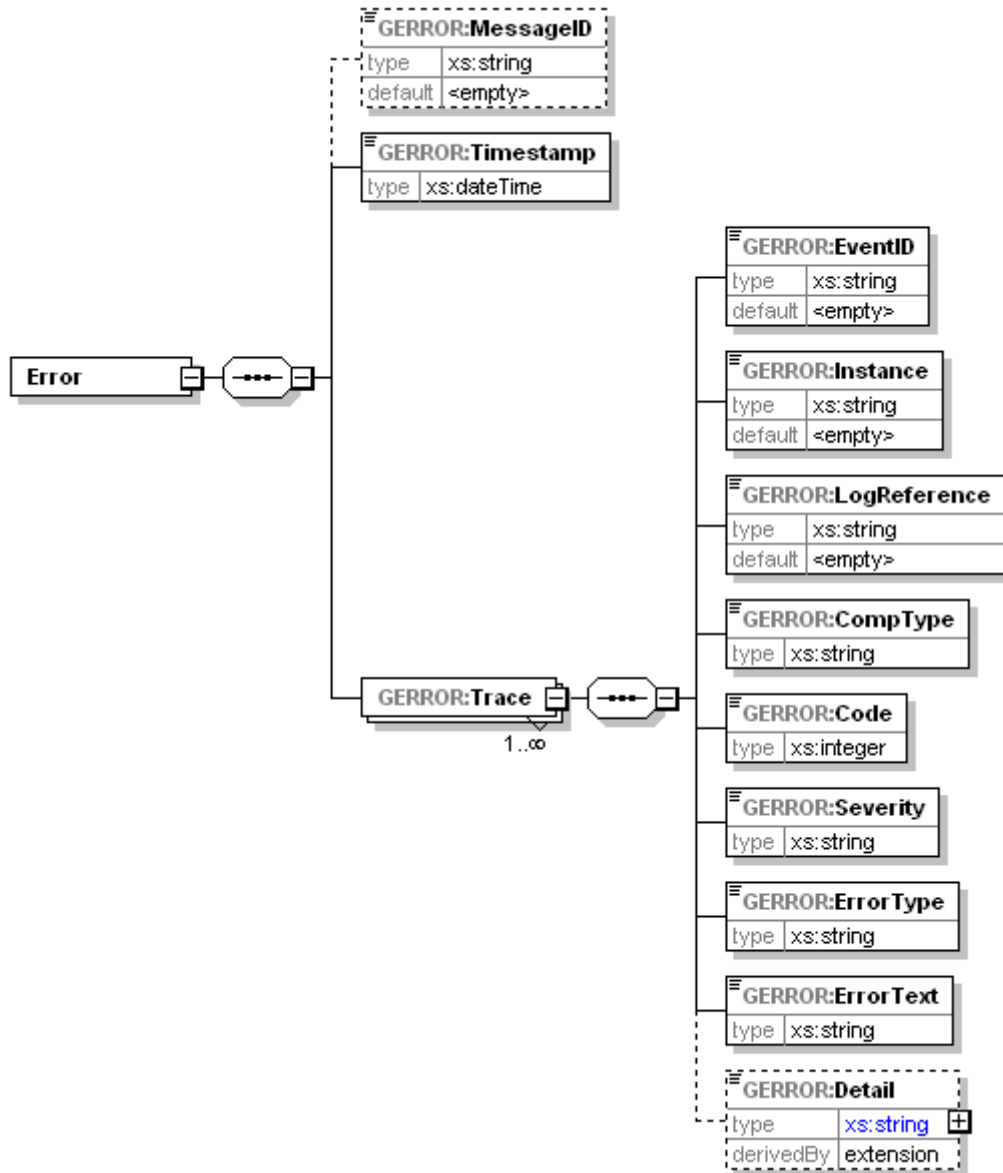 GERROR:MessageID
type xs:string
default <empty>
GERROR:Timestamp
type xs:dateTime
GERROR:EventID
type xs:string
default <empty>
Error
GERROR:Instance
type xs:string
default <empty>
GERROR:LogReference
type xs:string
default <empty>
GERROR:CompType
type xs:string
GERROR:Trace
1..∞
GERROR:Code
type xs:integer
GERROR:Severity
type xs:string
GERROR:ErrorType
type xs:string
GERROR:ErrorText
type xs:string
GERROR:Detail
type xs:string
derivedBy extension